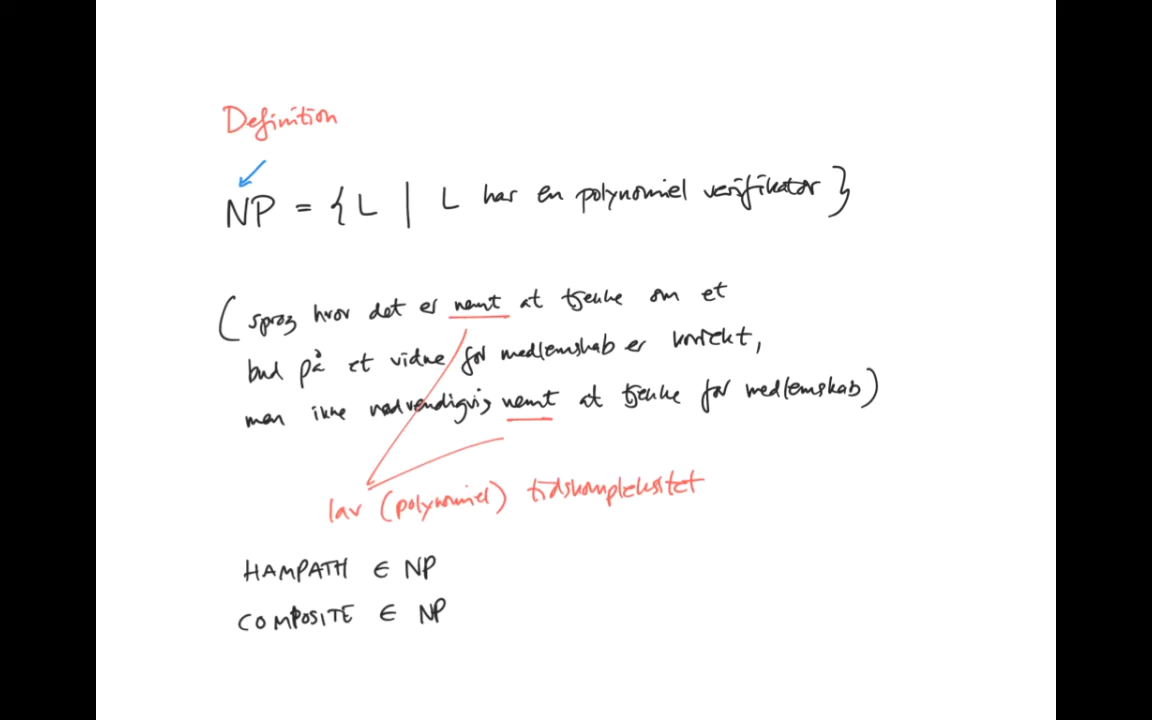 Definition
NP = { L | L har en polynomiel verifikator }
( sprog hvor det er nemt at tjekke om et
bud på et vidne for medlemskab er korrekt,
men ikke nødvendigvis nemt at tjekke for medlemskab )
lav (polynomiel) tidskompleksitet
HAMPATH ∈ NP
COMPOSITE ∈ NP